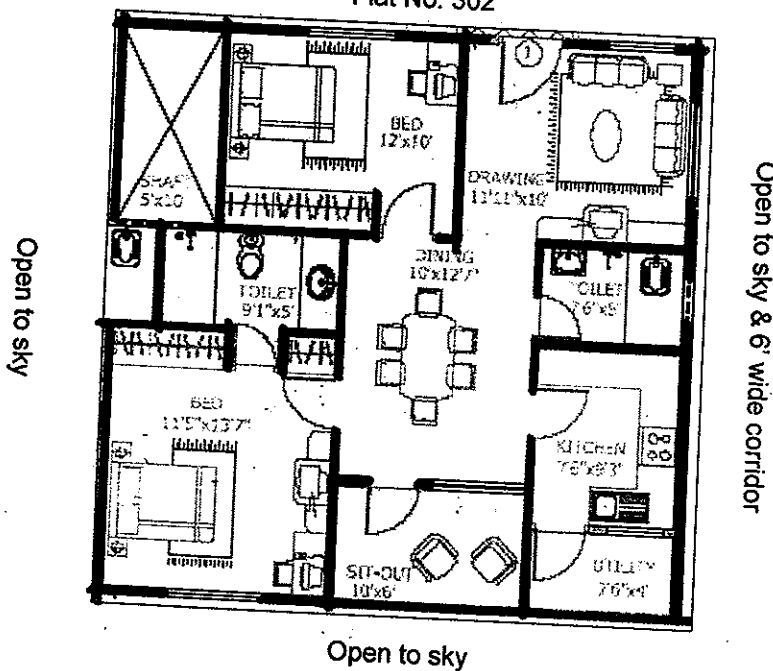 Flat No. 302
BED
12'x10'
SHAFT
5'x10'
DRAWING
11'11"x10'
DINING
10'x12'7"
TOILET
9'1"x5'
TOILET
7'6"x5'
BED
11'5"x13'7"
KITCHEN
7'6"x9'3"
SIT-OUT
10'x6'
UTILITY
7'6"x4'
Open to sky
Open to sky & 6' wide corridor
Open to sky